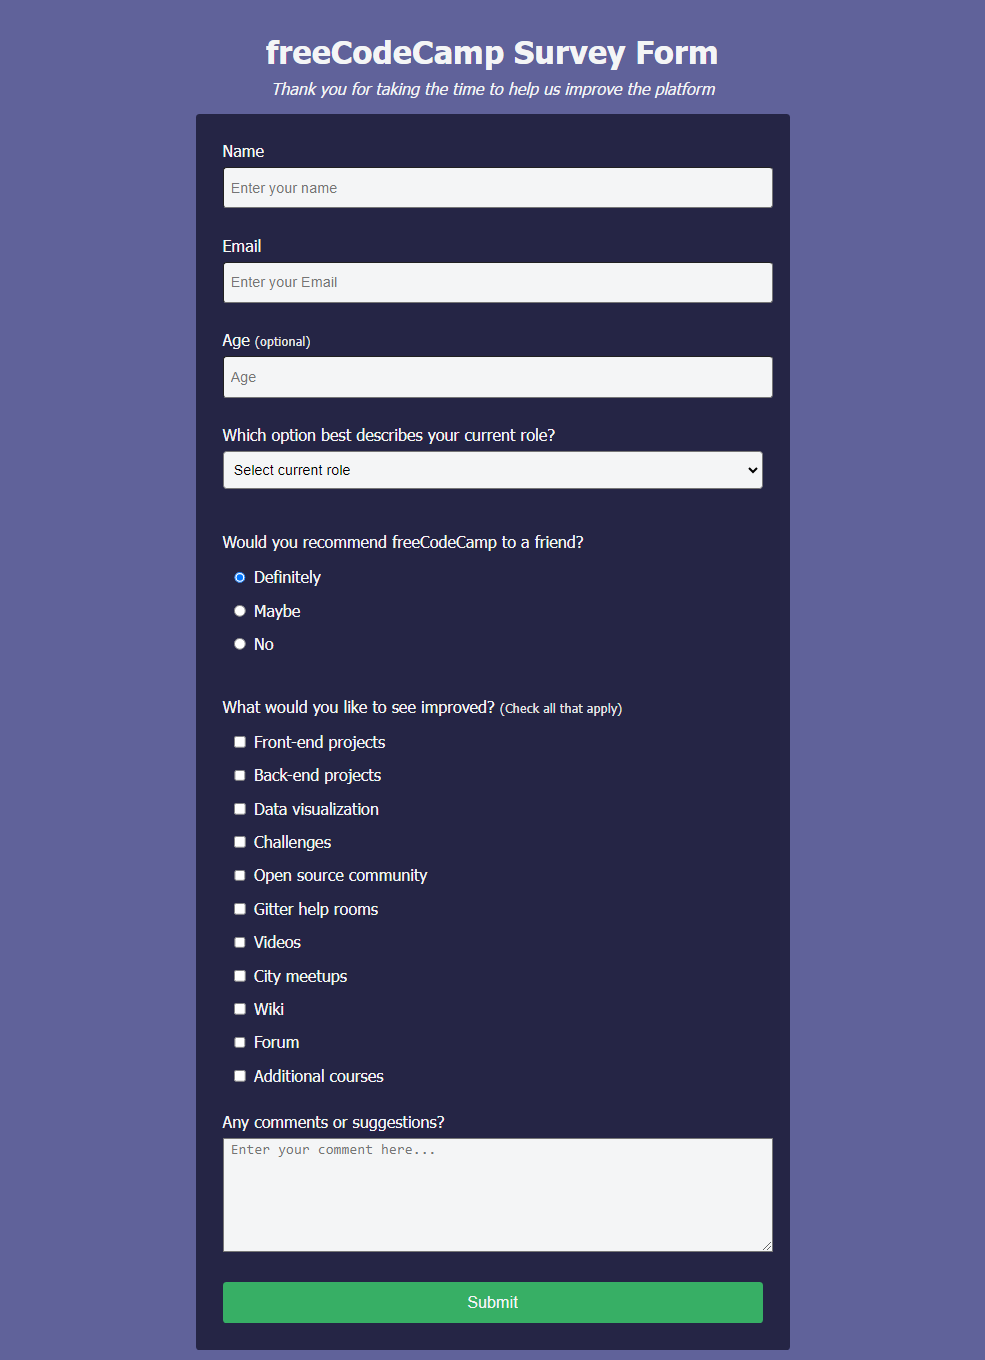 freeCodeCamp Survey Form
Thank you for taking the time to help us improve the platform
Name
Enter your name
Email
Enter your Email
Age (optional)
Age
Which option best describes your current role?
Select current role
Would you recommend freeCodeCamp to a friend?
Definitely
Maybe
No
What would you like to see improved? (Check all that apply)
Front-end projects
Back-end projects
Data visualization
Challenges
Open source community
Gitter help rooms
Videos
City meetups
Wiki
Forum
Additional courses
Any comments or suggestions?
Enter your comment here...
Submit